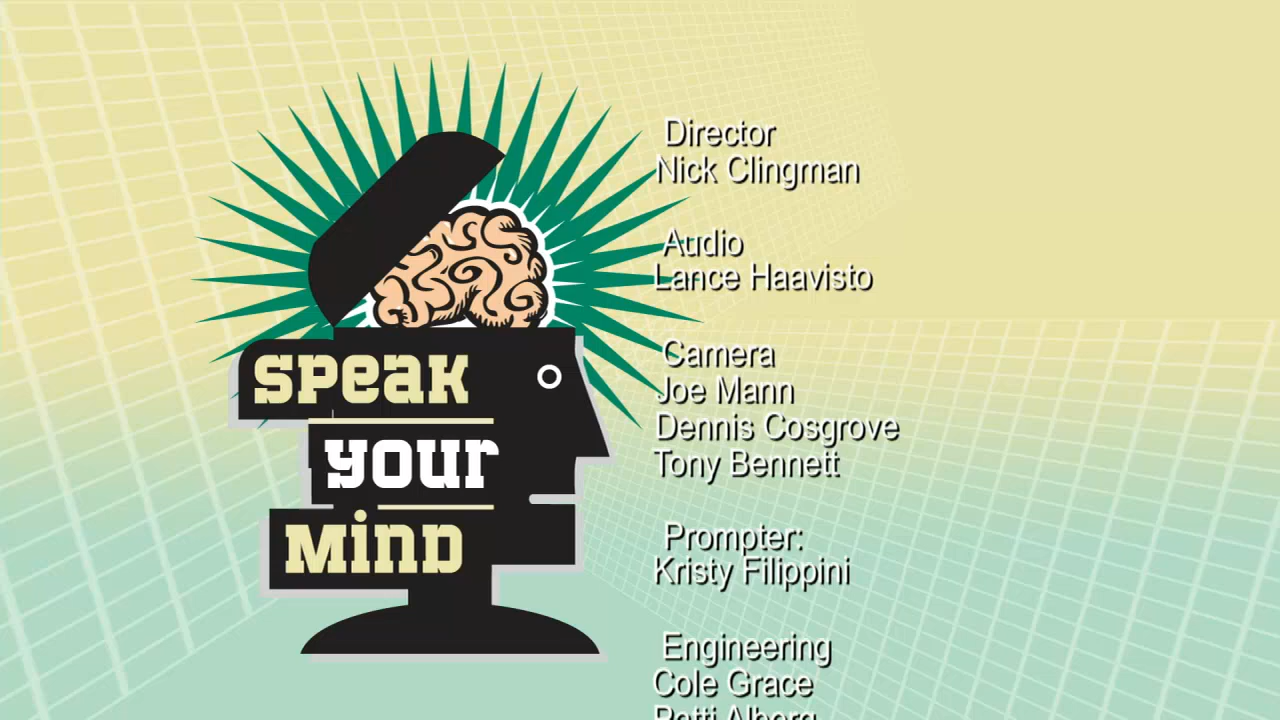 speak
your
mind
Director
Nick Clingman
Audio
Lance Haavisto
Camera
Joe Mann
Dennis Cosgrove
Tony Bennett
Prompter:
Kristy Filippini
Engineering
Cole Grace